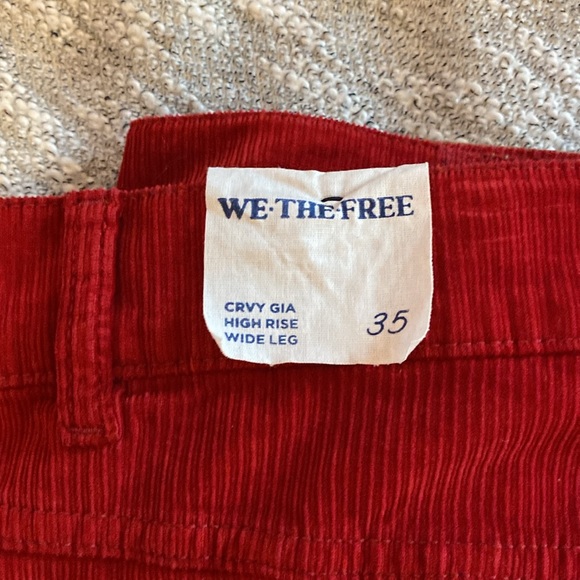 WE·THE·FREE
CRVY GIA
HIGH RISE
WIDE LEG
35